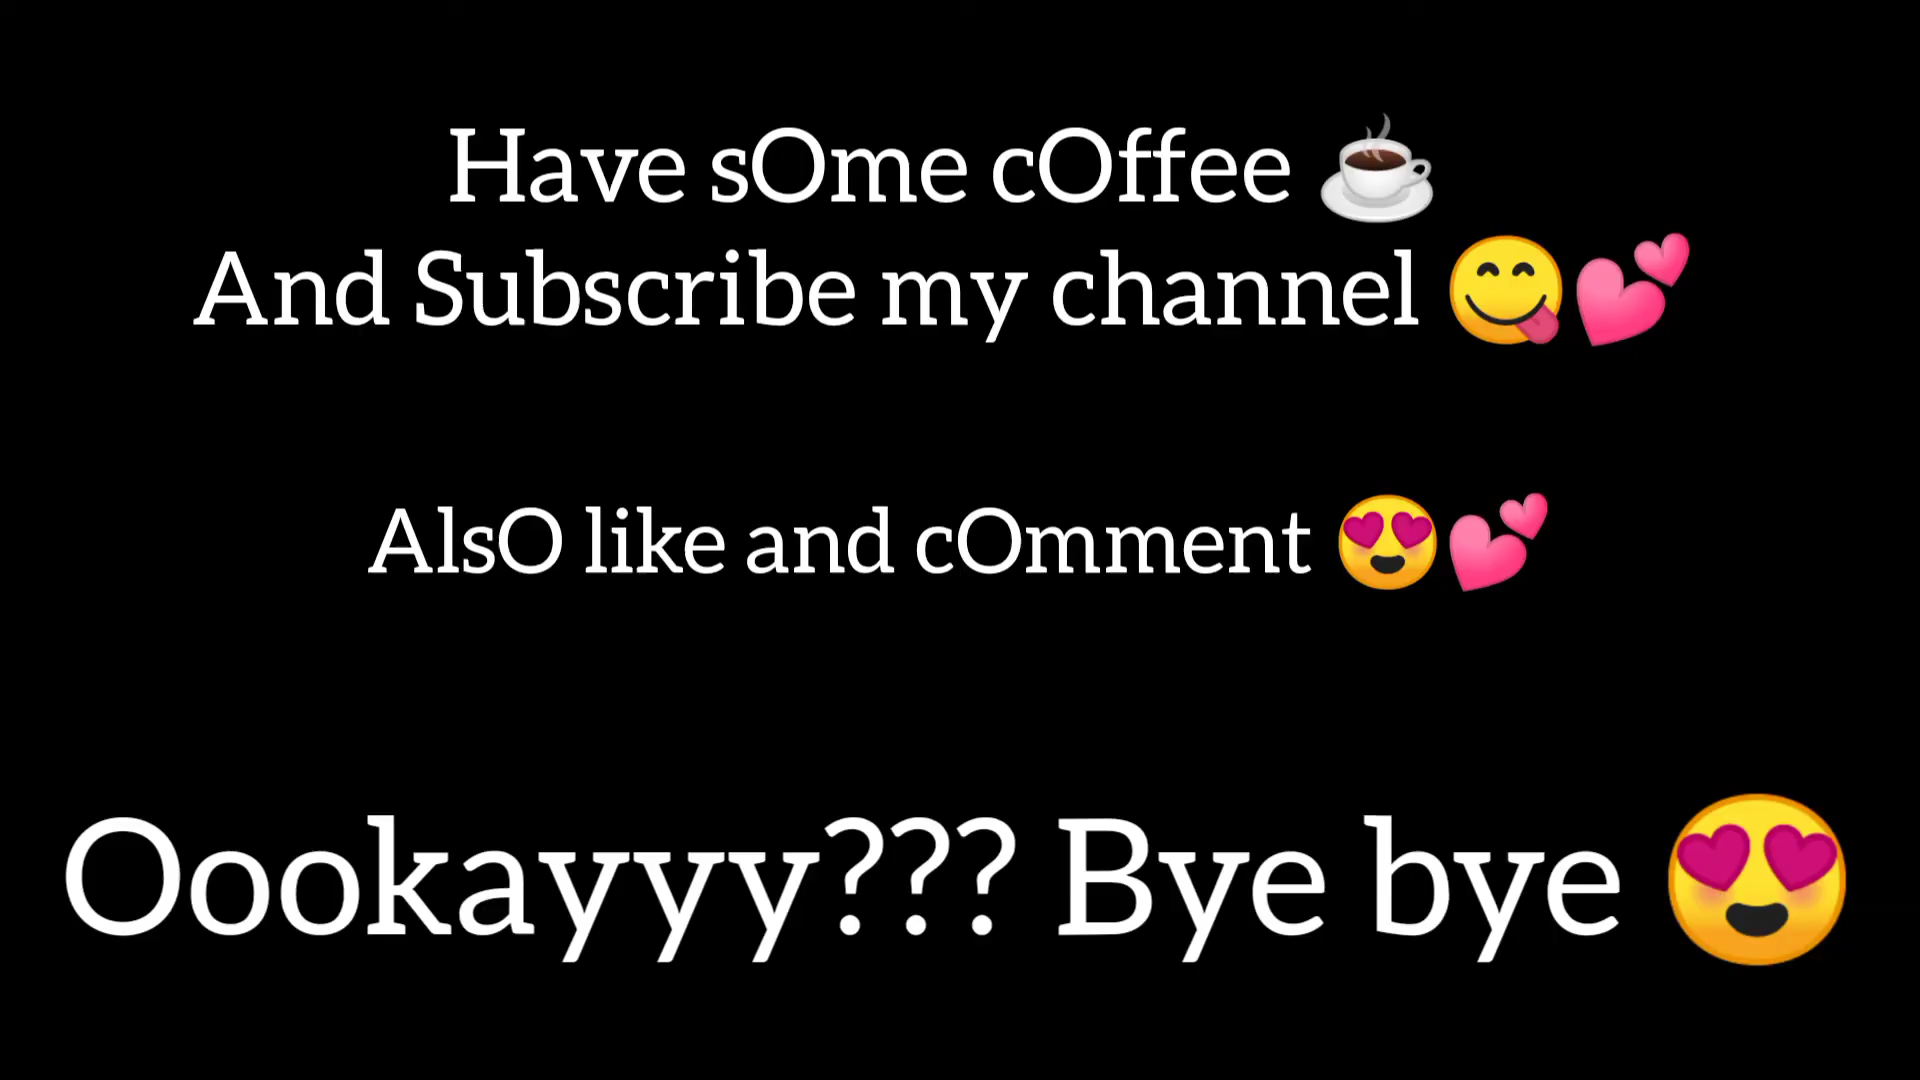 Have sOme cOffee ☕
And Subscribe my channel 😋💕
AlsO like and cOmment 😍💕
Oookayyy??? Bye bye 😍